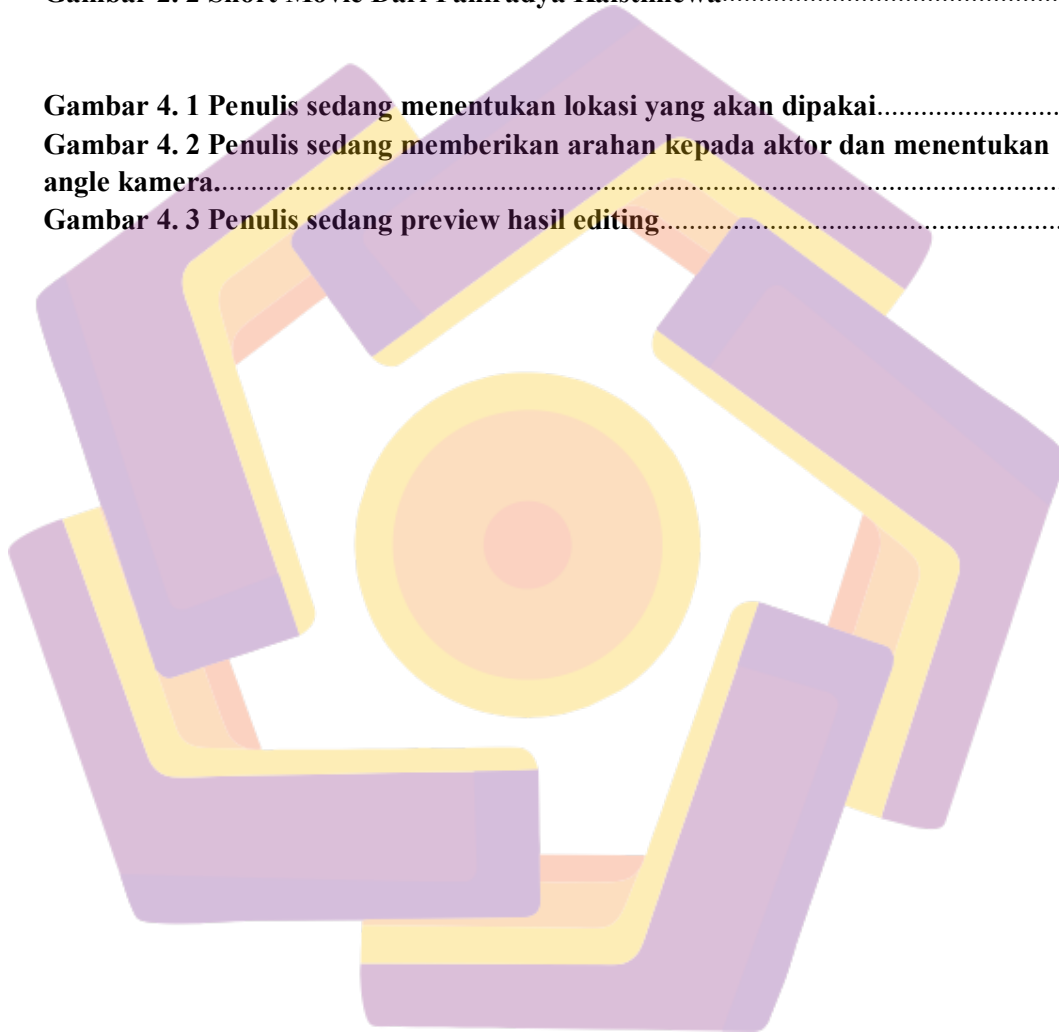 Gambar 4. 1 Penulis sedang menentukan lokasi yang akan dipakai........................
Gambar 4. 2 Penulis sedang memberikan arahan kepada aktor dan menentukan
angle kamera.......................................................................................................
Gambar 4. 3 Penulis sedang preview hasil editing................................................